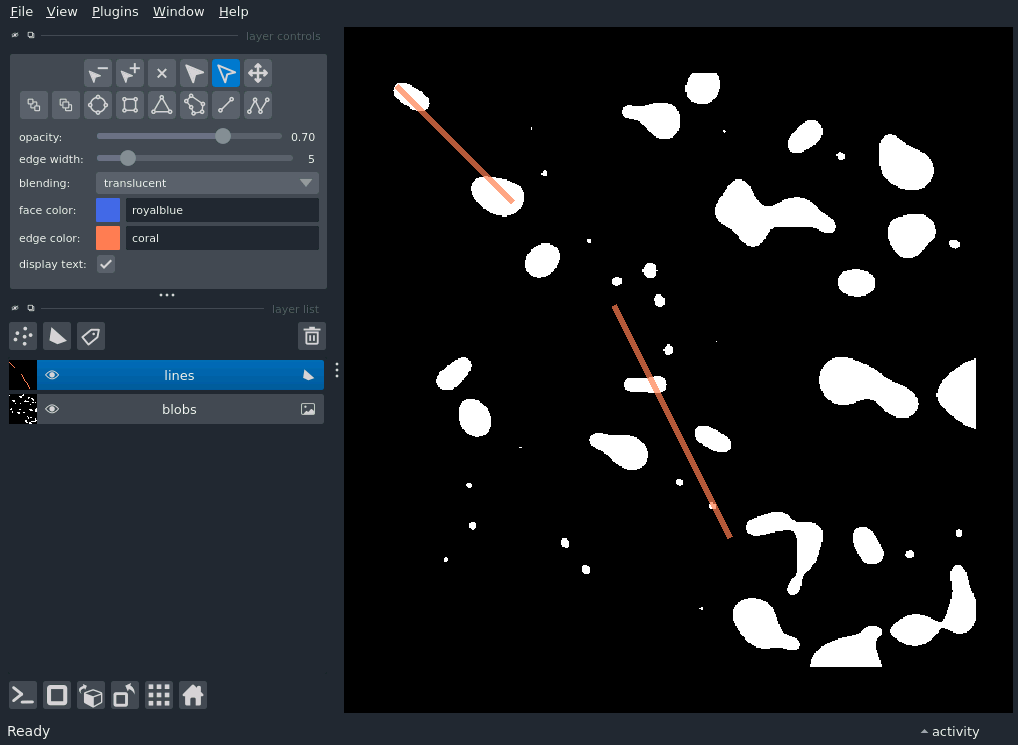 File View Plugins Window Help
layer controls
opacity: 0.70
edge width: 5
blending: translucent
face color: royalblue
edge color: coral
display text:
layer list
lines
blobs
Ready activity